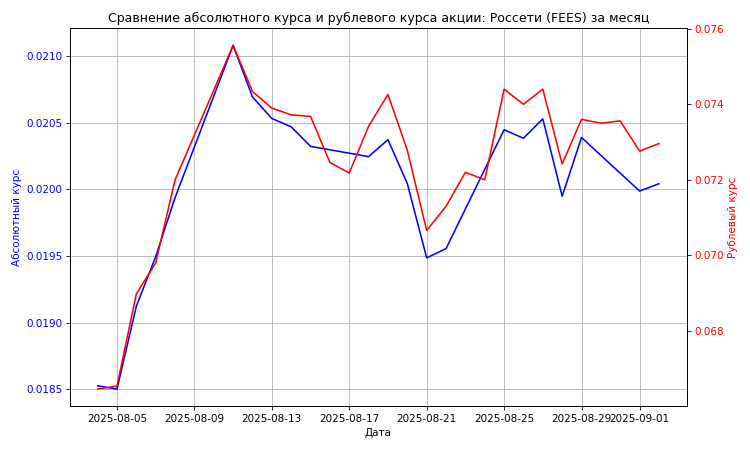 Сравнение абсолютного курса и рублевого курса акции: Россети (FEES) за месяц
0.0210
0.0205
0.0200
0.0195
0.0190
0.0185
Абсолютный курс
0.076
0.074
0.072
0.070
0.068
Рублевый курс
2025-08-05 2025-08-09 2025-08-13 2025-08-17 2025-08-21 2025-08-25 2025-08-29 2025-09-01
Дата